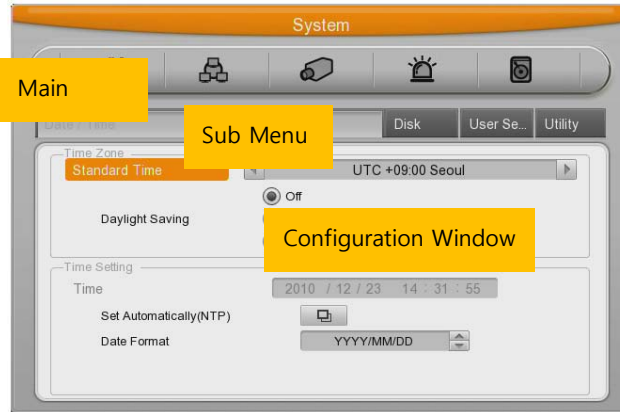 System
Main
Date / Time
Sub Menu
Disk
User Se...
Utility
Time Zone
Standard Time
UTC +09:00 Seoul
Off
Daylight Saving
Configuration Window
Time Setting
Time
2010 / 12 / 23 14 : 31 : 55
Set Automatically(NTP)
Date Format
YYYY/MM/DD